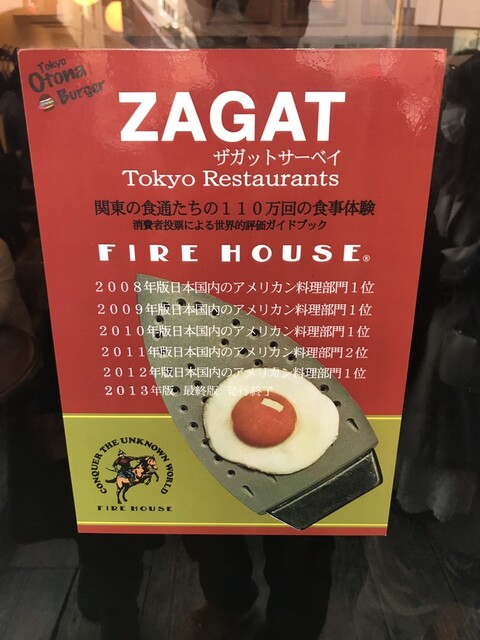 Tokyo
Otona
Burger
ZAGAT
ザガットサーベイ
Tokyo Restaurants
関東の食通たちの１１０万回の食事体験
消費者投票による世界的評価ガイドブック
FIRE HOUSE®
２００８年版日本国内のアメリカン料理部門１位
２００９年版日本国内のアメリカン料理部門１位
２０１０年版日本国内のアメリカン料理部門１位
２０１１年版日本国内のアメリカン料理部門２位
２０１２年版日本国内のアメリカン料理部門１位
２０１３年版 最終版 発行終了
CONQUER THE UNKNOWN WORLD
FIRE HOUSE